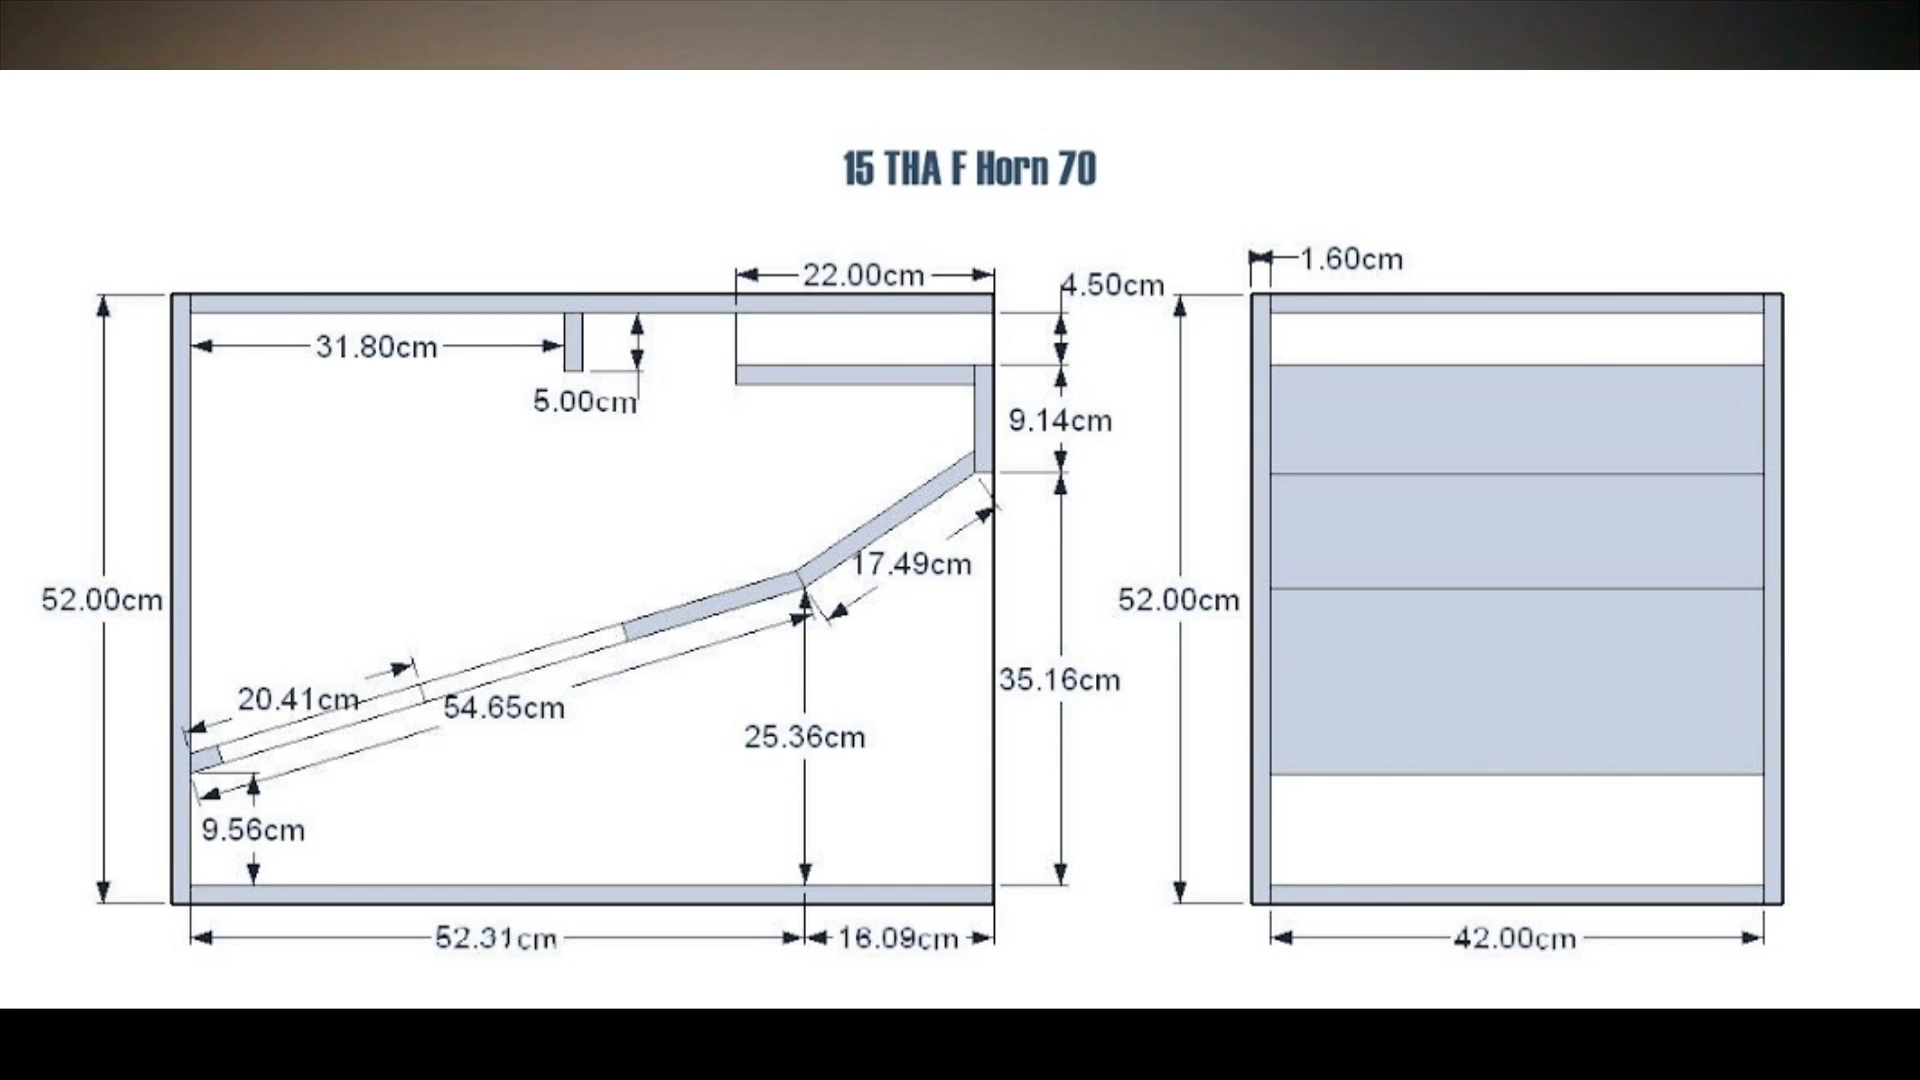 15 THA F Horn 70
22.00cm
4.50cm
1.60cm
31.80cm
5.00cm
9.14cm
17.49cm
52.00cm
52.00cm
20.41cm
54.65cm
35.16cm
25.36cm
9.56cm
52.31cm
16.09cm
42.00cm